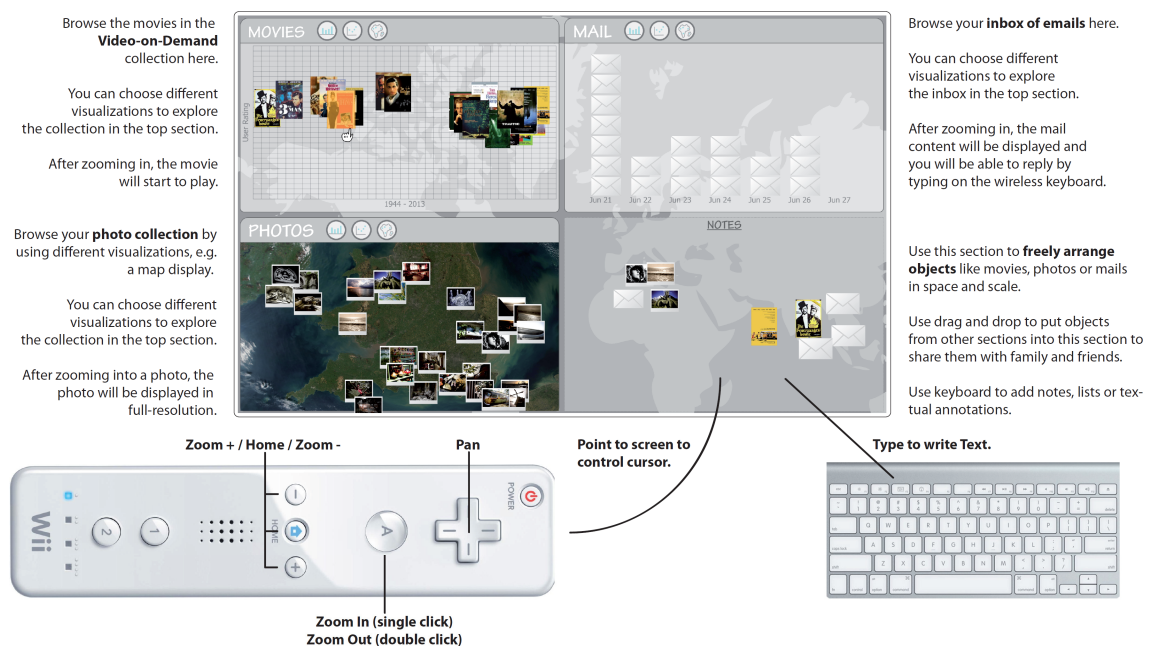 Browse the movies in the
Video-on-Demand
collection here.
You can choose different
visualizations to explore
the collection in the top section.
After zooming in, the movie
will start to play.
Browse your photo collection by
using different visualizations, e.g.
a map display.
You can choose different
visualizations to explore
the collection in the top section.
After zooming into a photo, the
photo will be displayed in
full-resolution.
MOVIES
User Rating
1944 - 2013
MAIL
Jun 21
Jun 22
Jun 23
Jun 24
Jun 25
Jun 26
Jun 27
PHOTOS
NOTES
Browse your inbox of emails here.
You can choose different
visualizations to explore
the inbox in the top section.
After zooming in, the mail
content will be displayed and
you will be able to reply by
typing on the wireless keyboard.
Use this section to freely arrange
objects like movies, photos or mails
in space and scale.
Use drag and drop to put objects
from other sections into this section to
share them with family and friends.
Use keyboard to add notes, lists or tex-
tual annotations.
Zoom + / Home / Zoom -
Pan
Point to screen to
control cursor.
Type to write Text.
Wii
2
1
HOME
A
POWER
Zoom In (single click)
Zoom Out (double click)
Q W E R T Y U I O P
A S D F G H J K L
Z X C V B N M